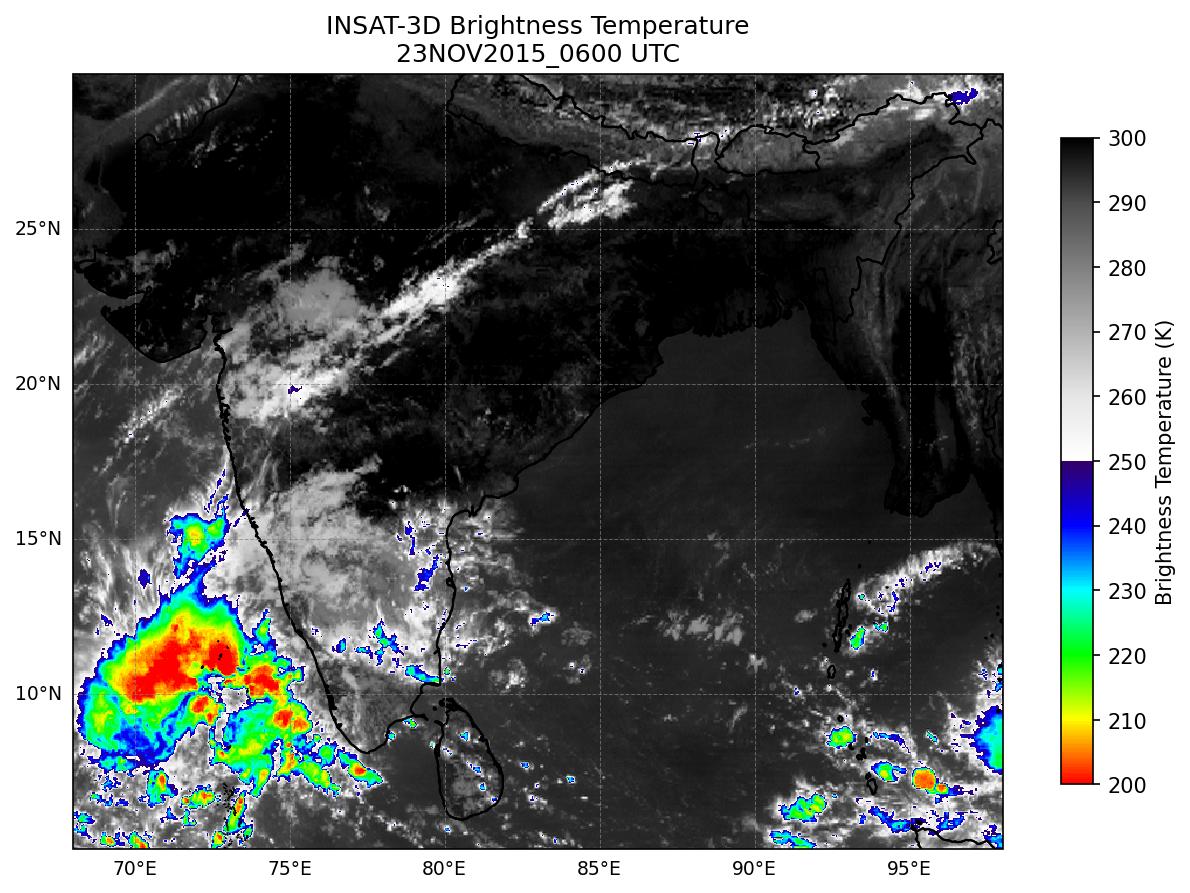 INSAT-3D Brightness Temperature
23NOV2015_0600 UTC
25°N
20°N
15°N
10°N
70°E
75°E
80°E
85°E
90°E
95°E
300
290
280
270
260
250
240
230
220
210
200
Brightness Temperature (K)